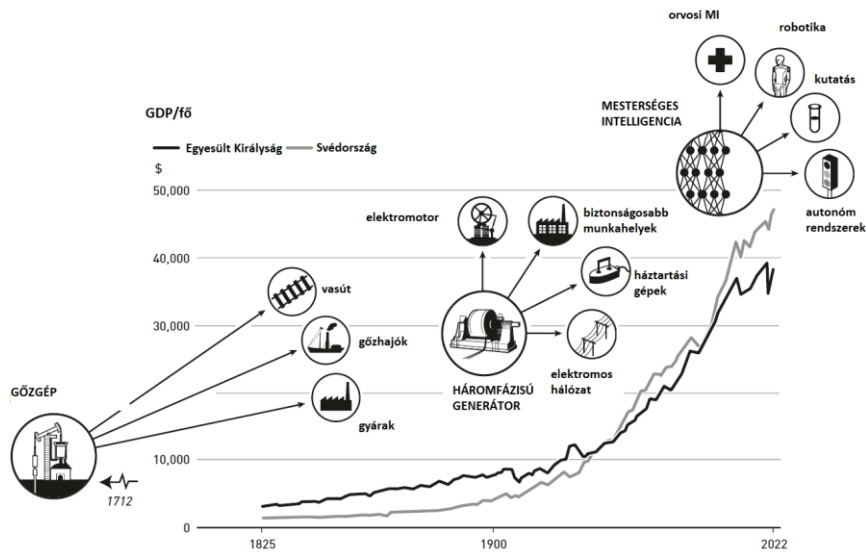 orvosi MI
robotika
kutatás
MESTERSÉGES
INTELLIGENCIA
autonóm
rendszerek
GDP/fő
Egyesült Királyság
Svédország
$
50,000
40,000
30,000
10,000
0
elektromotor
biztonságosabb
munkahelyek
háztartási
gépek
elektromos
hálózat
HÁROMFÁZISÚ
GENERÁTOR
vasút
gőzhajók
gyárak
GŐZGÉP
1712
1825
1900
2022